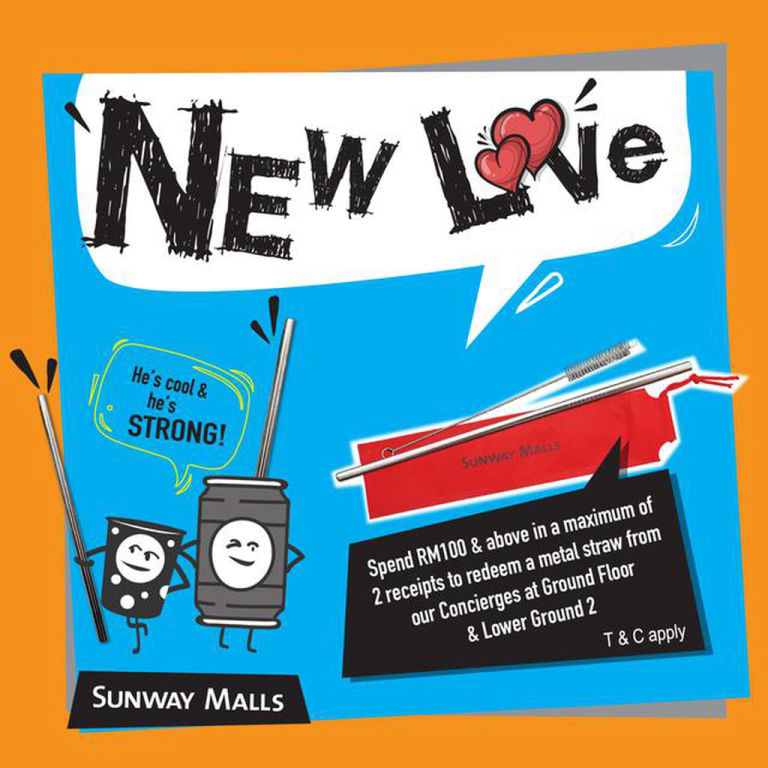 NEW LOVE
He's cool &
he's
STRONG!
SUNWAY MALLS
Spend RM100 & above in a maximum of
2 receipts to redeem a metal straw from
our Concierges at Ground Floor
& Lower Ground 2
T & C apply
SUNWAY MALLS